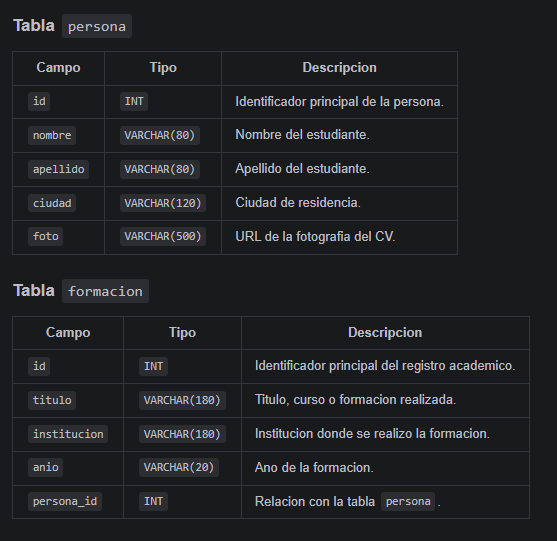 Tabla persona
Campo Tipo Descripcion
id INT Identificador principal de la persona.
nombre VARCHAR(80) Nombre del estudiante.
apellido VARCHAR(80) Apellido del estudiante.
ciudad VARCHAR(120) Ciudad de residencia.
foto VARCHAR(500) URL de la fotografia del CV.
Tabla formacion
Campo Tipo Descripcion
id INT Identificador principal del registro academico.
titulo VARCHAR(180) Titulo, curso o formacion realizada.
institucion VARCHAR(180) Institucion donde se realizo la formacion.
anio VARCHAR(20) Ano de la formacion.
persona_id INT Relacion con la tabla persona.